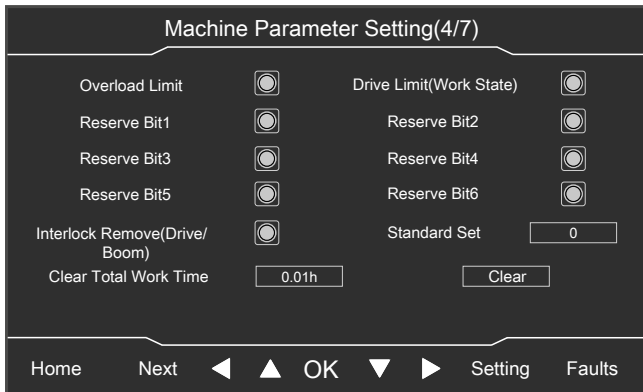 Machine Parameter Setting(4/7)
Overload Limit
Drive Limit(Work State)
Reserve Bit1
Reserve Bit2
Reserve Bit3
Reserve Bit4
Reserve Bit5
Reserve Bit6
Interlock Remove(Drive/
Boom)
Standard Set
0
Clear Total Work Time
0.01h
Clear
Home Next OK Setting Faults